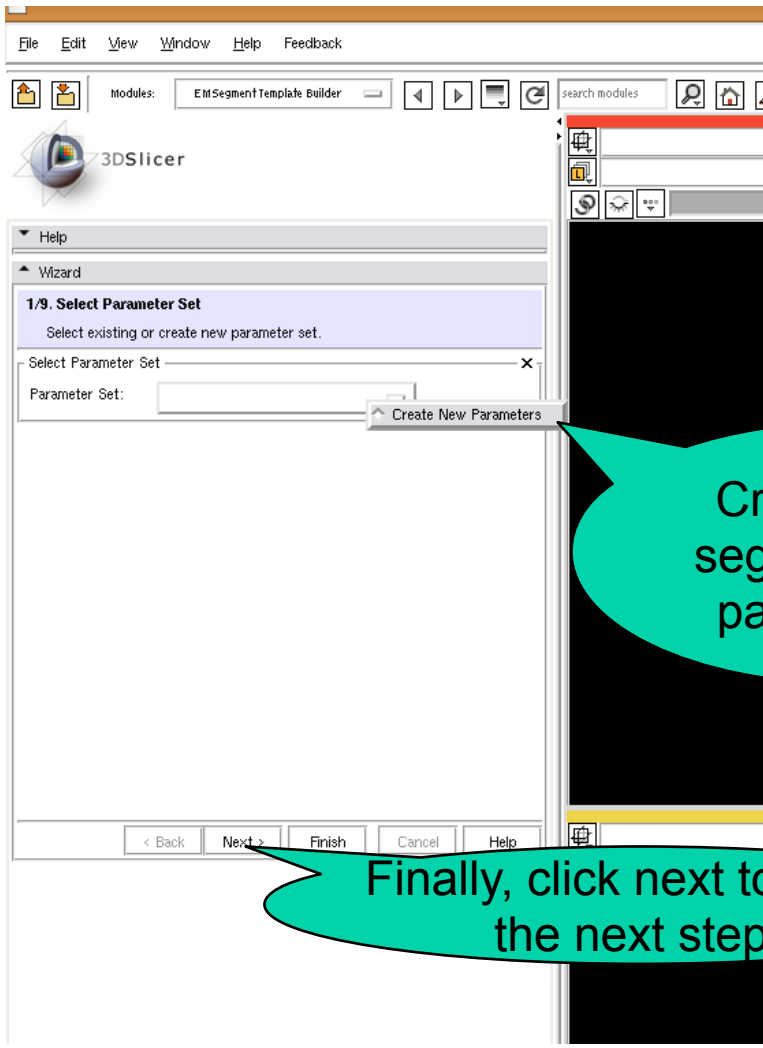 File Edit View Window Help Feedback
Modules: EMSegment Template Builder search modules
3DSlicer
Help
Wizard
1/9. Select Parameter Set
Select existing or create new parameter set.
Select Parameter Set
Parameter Set:
Create New Parameters
L
Cr
seg
pa
< Back Next > Finish Cancel Help
Finally, click next to
the next step